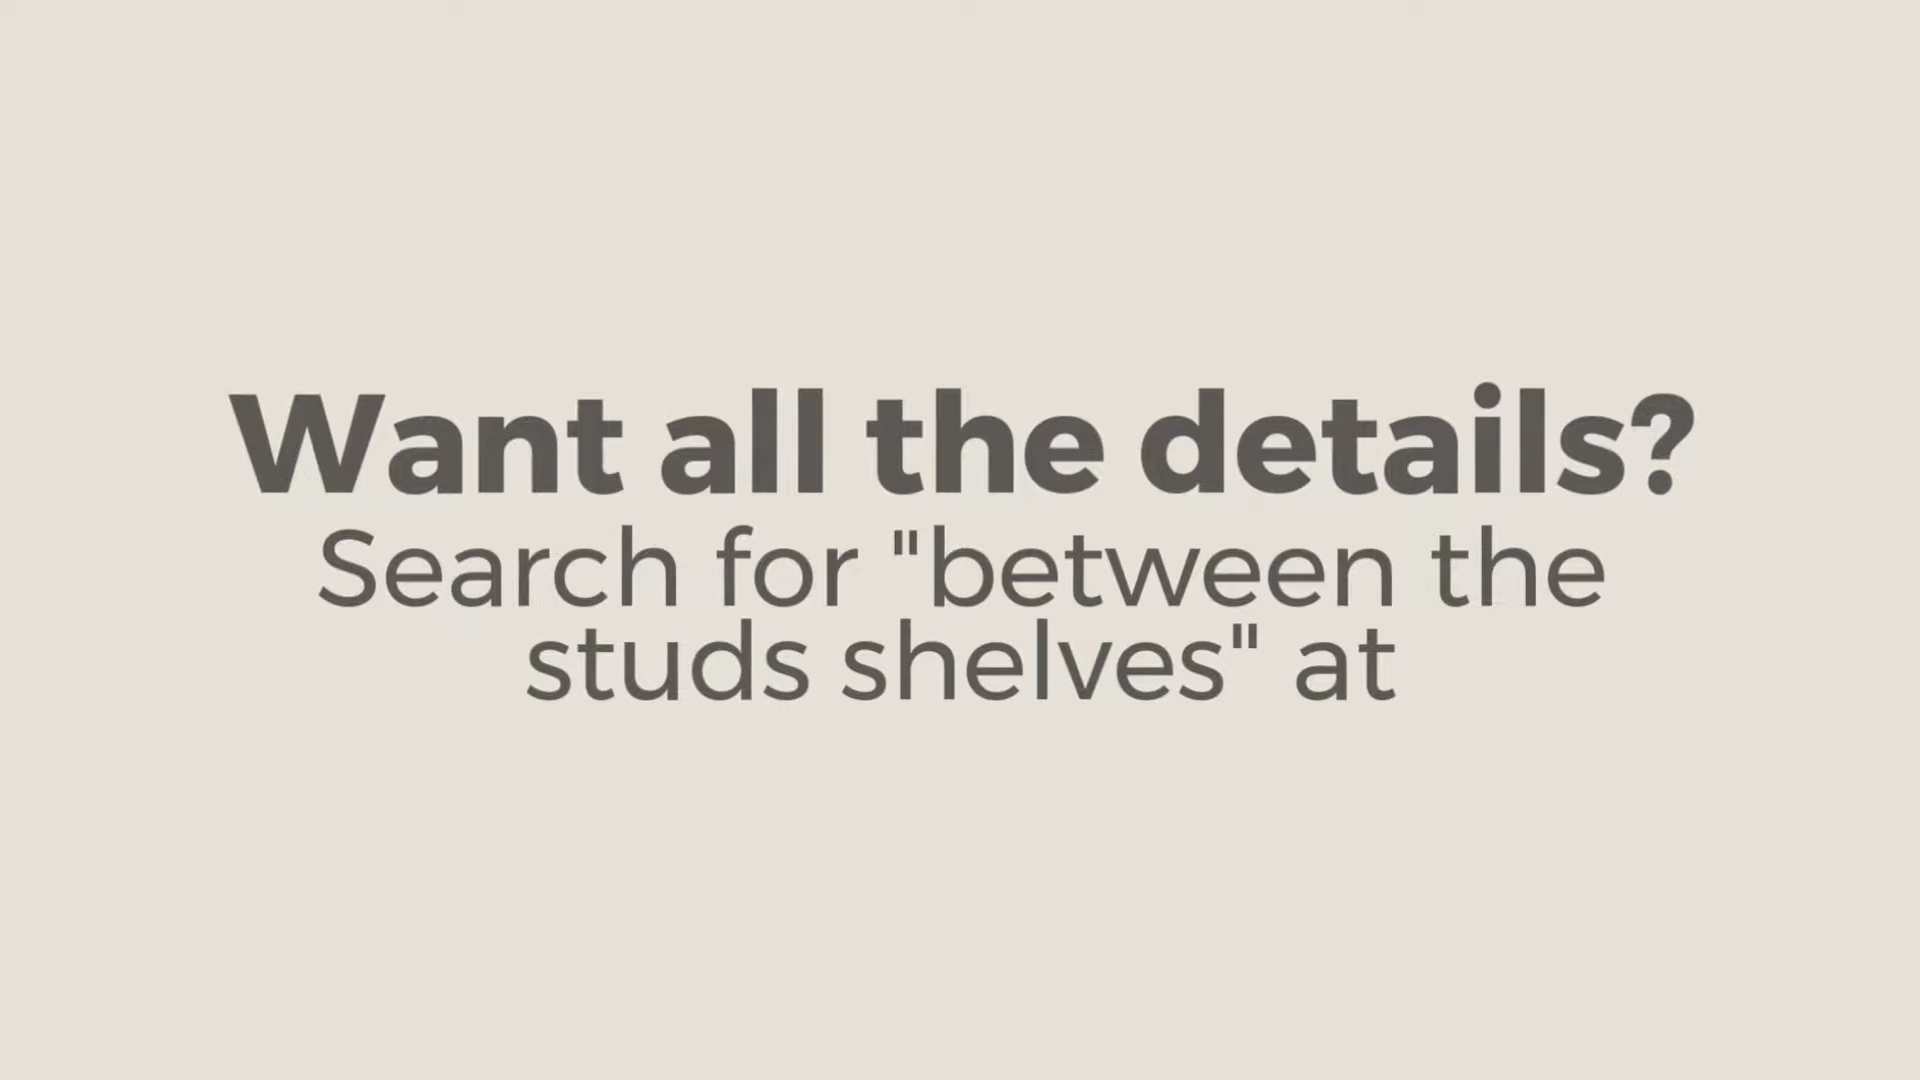 Want all the details?
Search for "between the
studs shelves" at